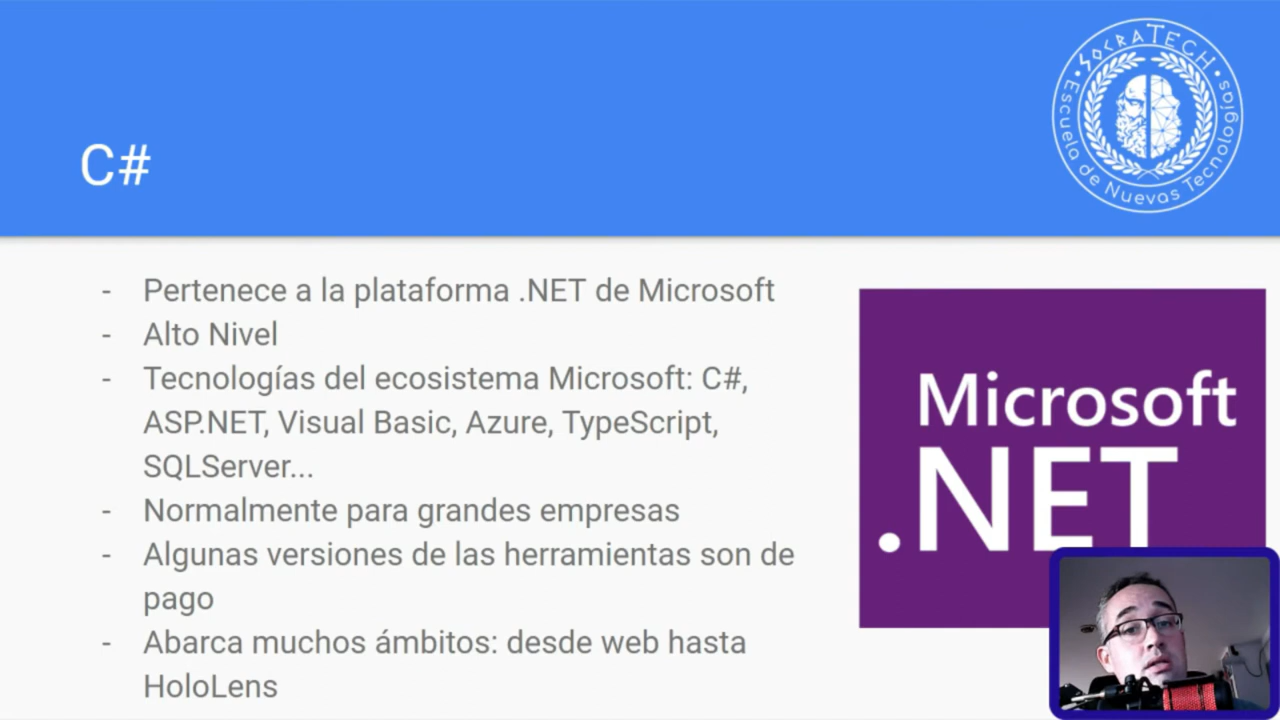 SOCRATECH
Escuela de Nuevas Tecnologías
C#
- Pertenece a la plataforma .NET de Microsoft
- Alto Nivel
- Tecnologías del ecosistema Microsoft: C#,
ASP.NET, Visual Basic, Azure, TypeScript,
SQLServer...
- Normalmente para grandes empresas
- Algunas versiones de las herramientas son de
pago
- Abarca muchos ámbitos: desde web hasta
HoloLens
Microsoft
.NET